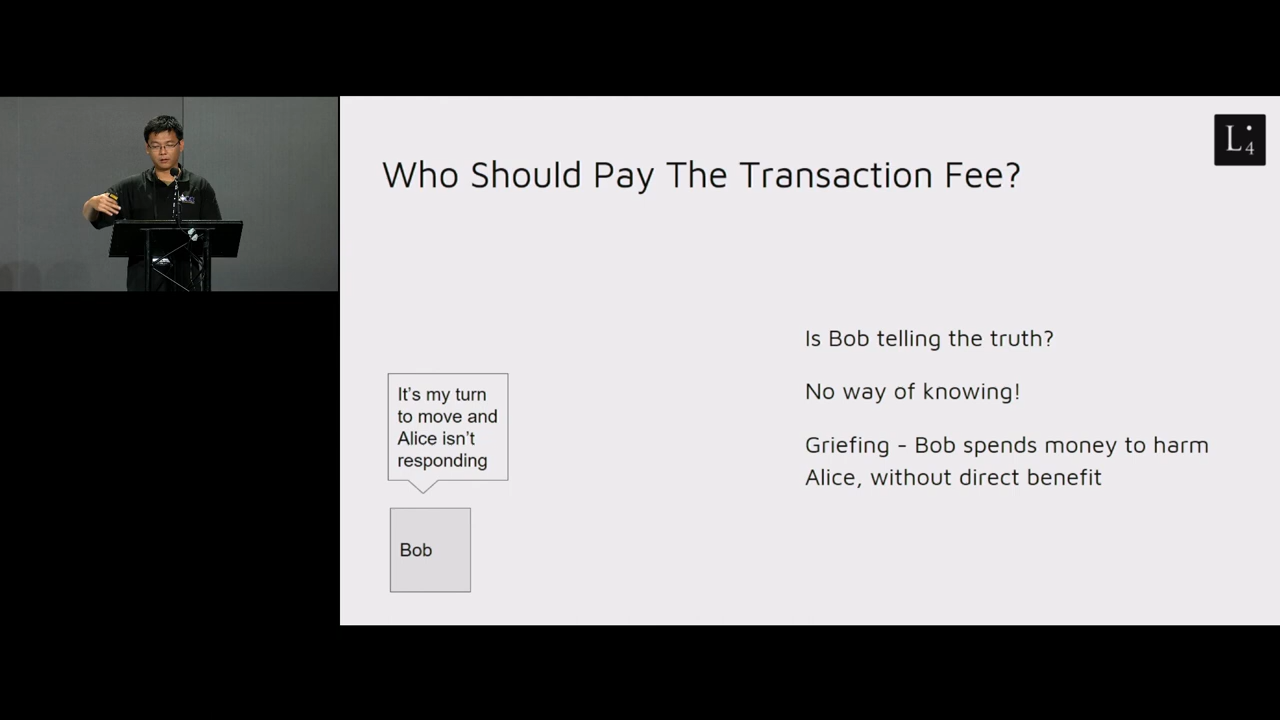 L4
Who Should Pay The Transaction Fee?
Is Bob telling the truth?
No way of knowing!
Griefing - Bob spends money to harm
Alice, without direct benefit
It's my turn
to move and
Alice isn't
responding
Bob